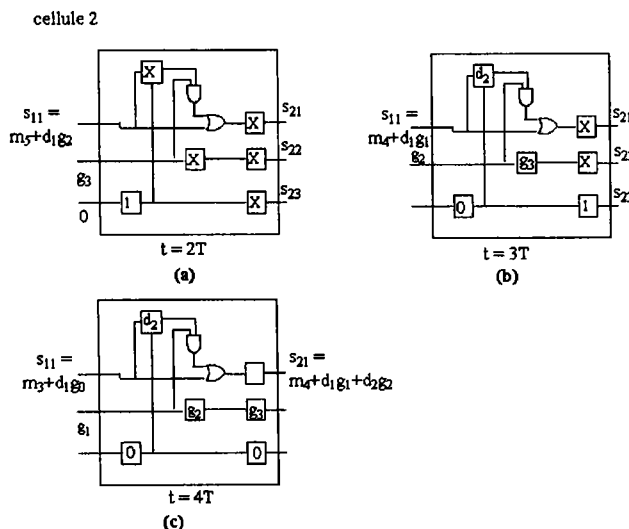 cellule 2
X
s11 =
m5+d1g2
X
s21
X
X
s22
g3
0
1
X
s23
t = 2T
(a)
d2
s11 =
m4+d1g1
X
s21
g2
g3
X
0
1
t = 3T
(b)
d2
s11 =
m3+d1g0
s21 =
m4+d1g1+d2g2
g1
g2
g3
0
0
t = 4T
(c)